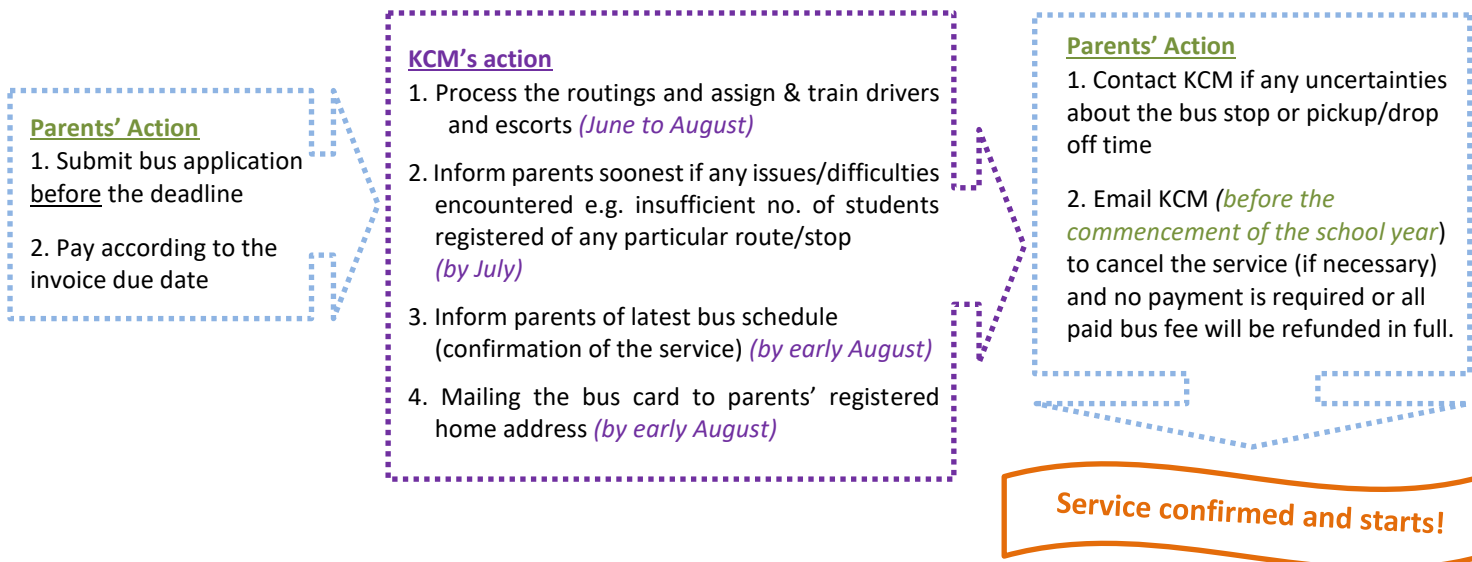 Parents' Action
1. Submit bus application
before the deadline
2. Pay according to the
invoice due date
KCM's action
1. Process the routings and assign & train drivers
and escorts (June to August)
2. Inform parents soonest if any issues/difficulties
encountered e.g. insufficient no. of students
registered of any particular route/stop
(by July)
3. Inform parents of latest bus schedule
(confirmation of the service) (by early August)
4. Mailing the bus card to parents' registered
home address (by early August)
Parents' Action
1. Contact KCM if any uncertainties
about the bus stop or pickup/drop
off time
2. Email KCM (before the
commencement of the school year)
to cancel the service (if necessary)
and no payment is required or all
paid bus fee will be refunded in full.
Service confirmed and starts!